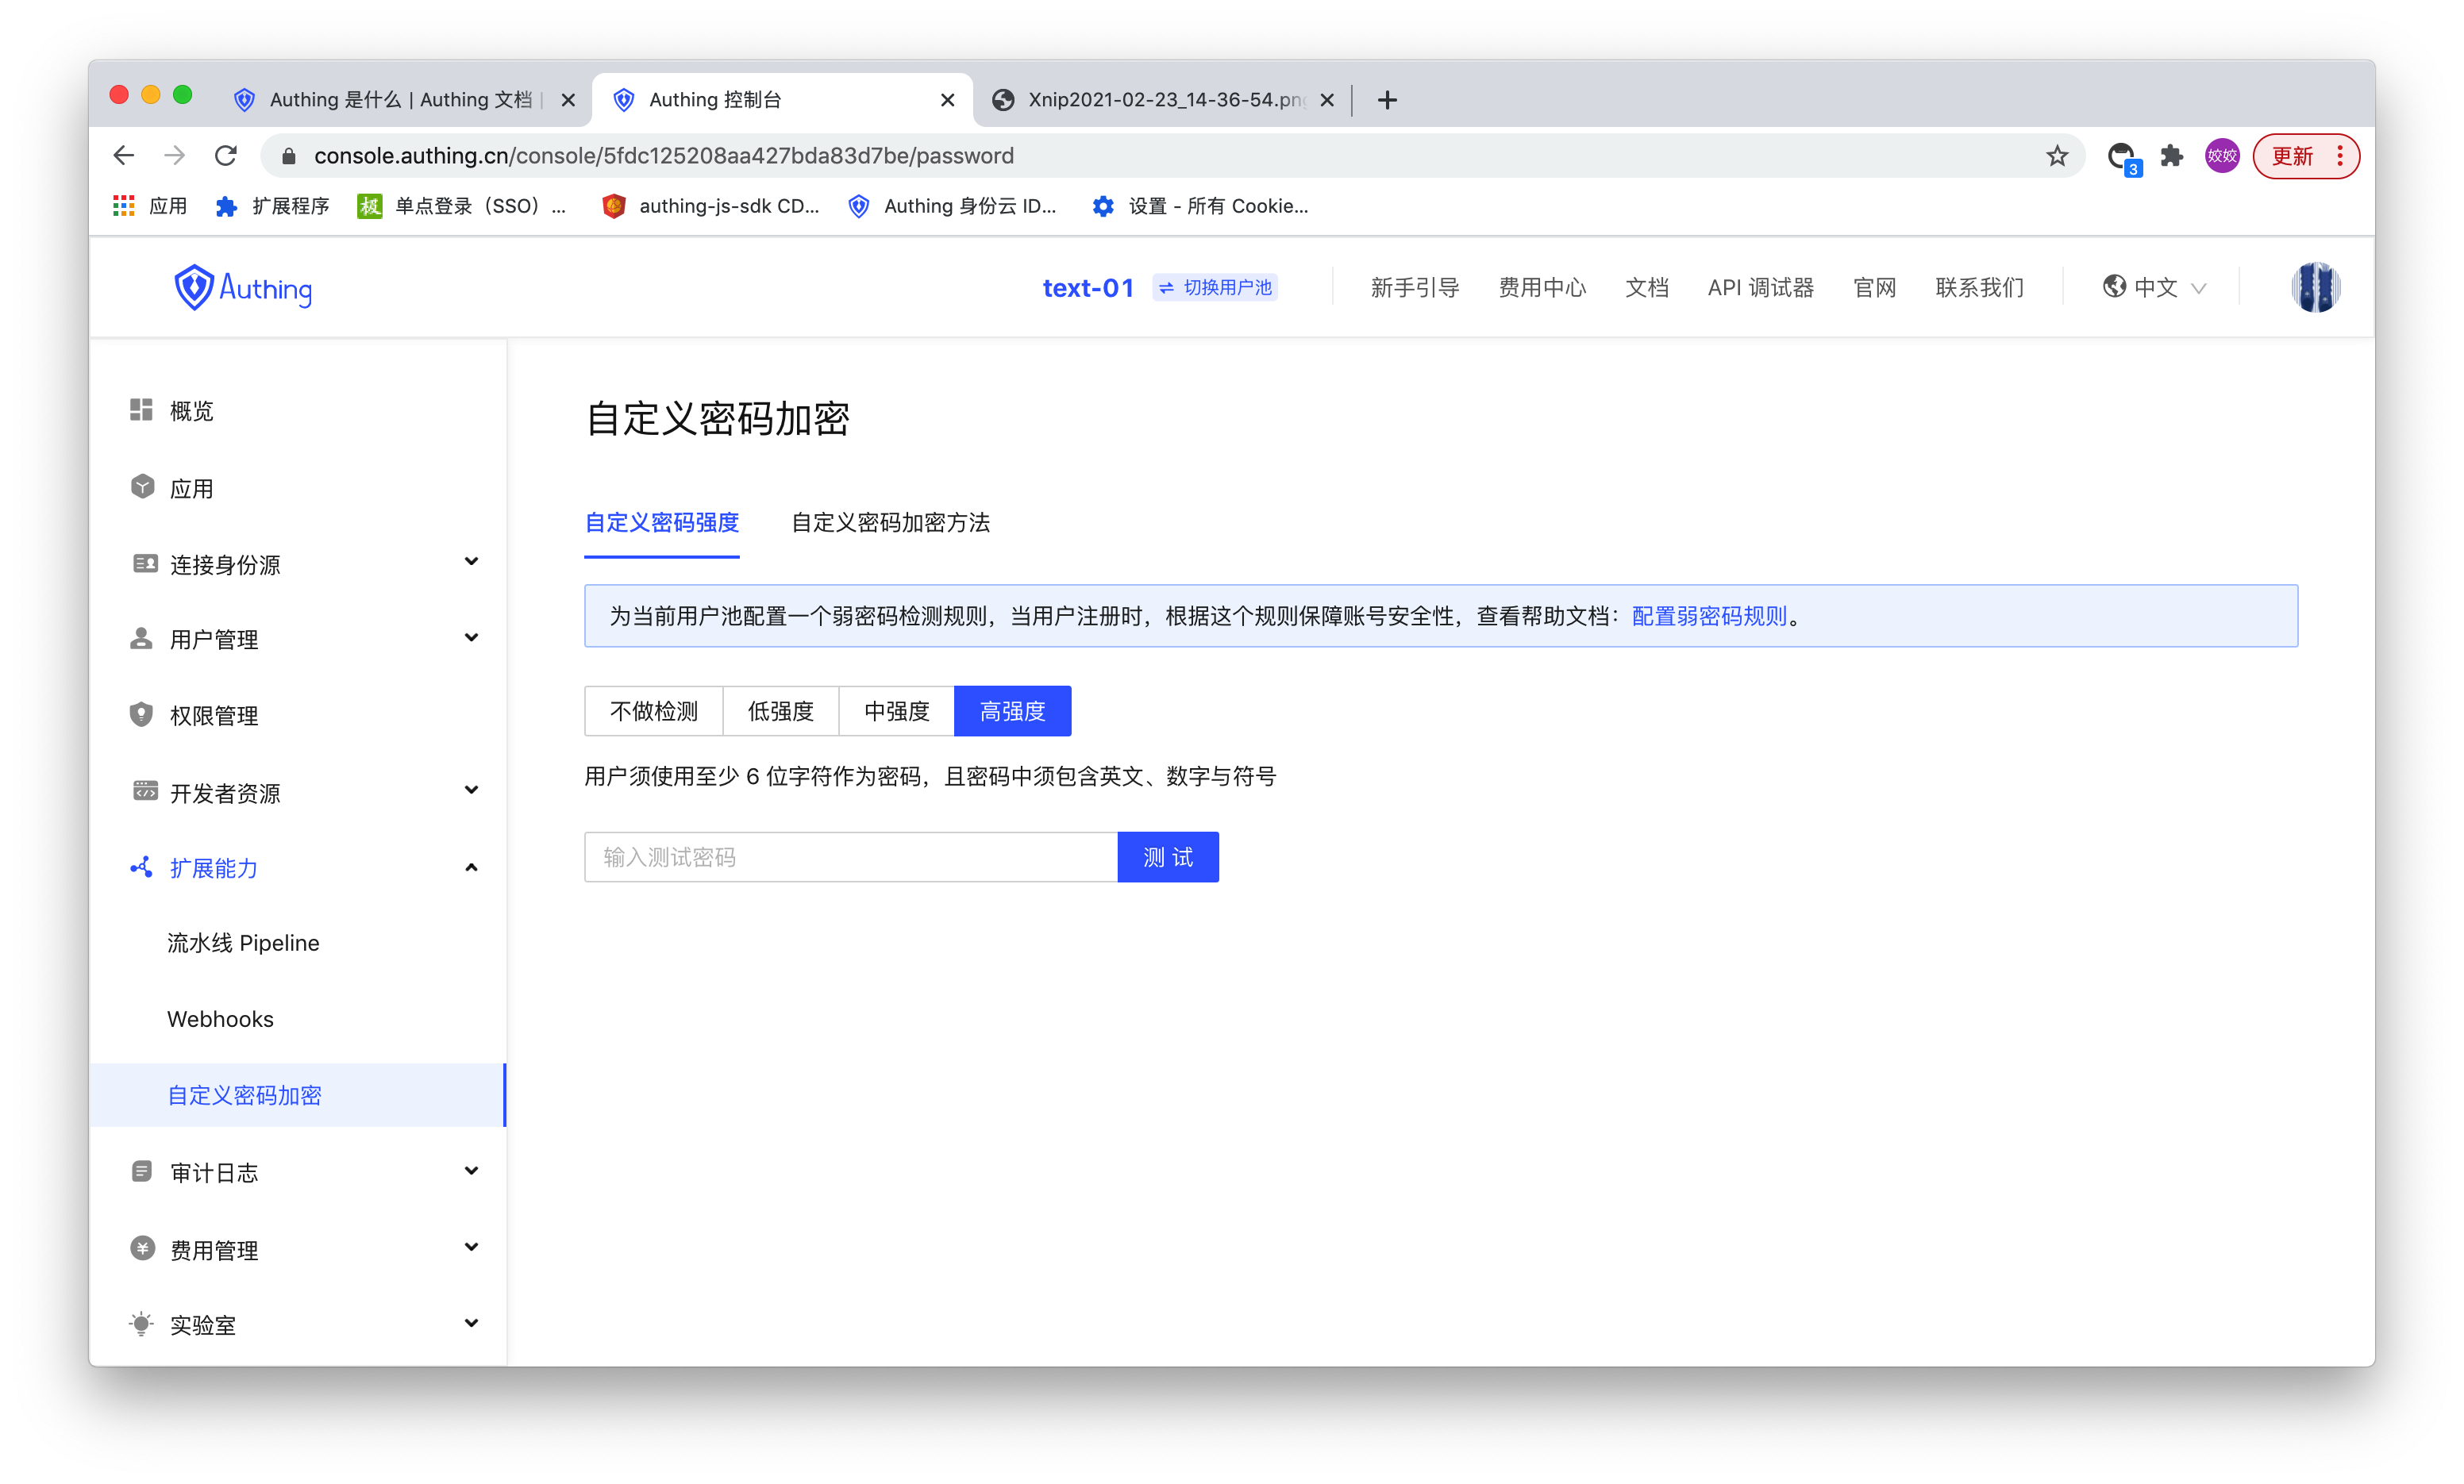 Authing 是什么 | Authing 文档
Authing 控制台
Xnip2021-02-23_14-36-54.pn
console.authing.cn/console/5fdc125208aa427bda83d7be/password
3
姣姣
更新
应用
扩展程序
极
单点登录（SSO）...
authing-js-sdk CD...
Authing 身份云 ID...
设置 - 所有 Cookie...
Authing
text-01
切换用户池
新手引导
费用中心
文档
API 调试器
官网
联系我们
中文
概览
应用
连接身份源
用户管理
权限管理
开发者资源
扩展能力
流水线 Pipeline
Webhooks
自定义密码加密
审计日志
费用管理
实验室
自定义密码加密
自定义密码强度
自定义密码加密方法
为当前用户池配置一个弱密码检测规则，当用户注册时，根据这个规则保障账号安全性，查看帮助文档：配置弱密码规则。
不做检测
低强度
中强度
高强度
用户须使用至少 6 位字符作为密码，且密码中须包含英文、数字与符号
输入测试密码
测 试